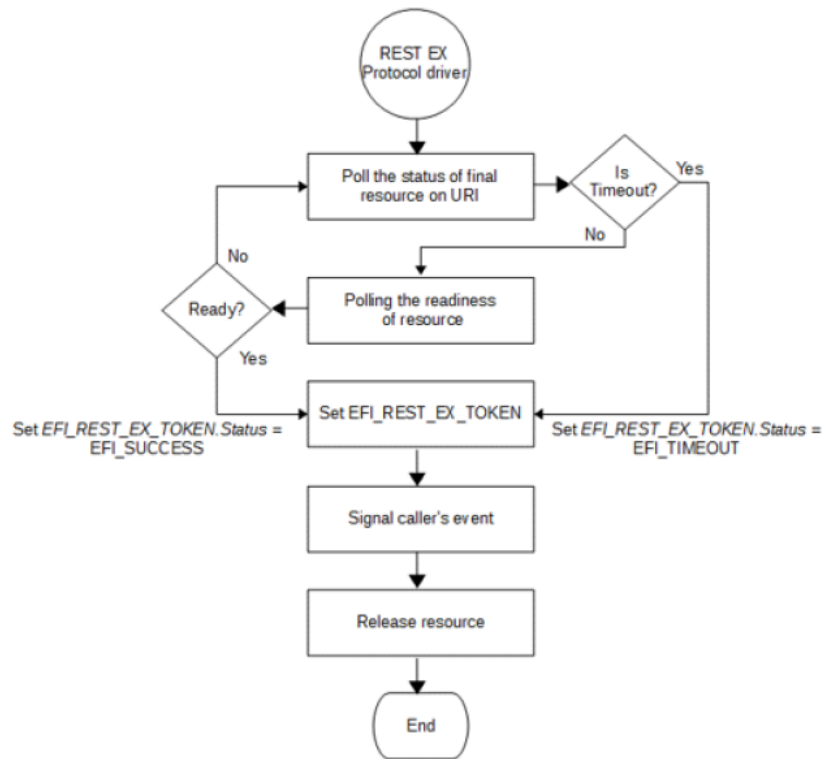 REST EX
Protocol driver
Poll the status of final
resource on URI
Is
Timeout?
Yes
No
No
Polling the readiness
of resource
Ready?
Yes
Set EFI_REST_EX_TOKEN
Set EFI_REST_EX_TOKEN.Status =
EFI_SUCCESS
Set EFI_REST_EX_TOKEN.Status =
EFI_TIMEOUT
Signal caller's event
Release resource
End